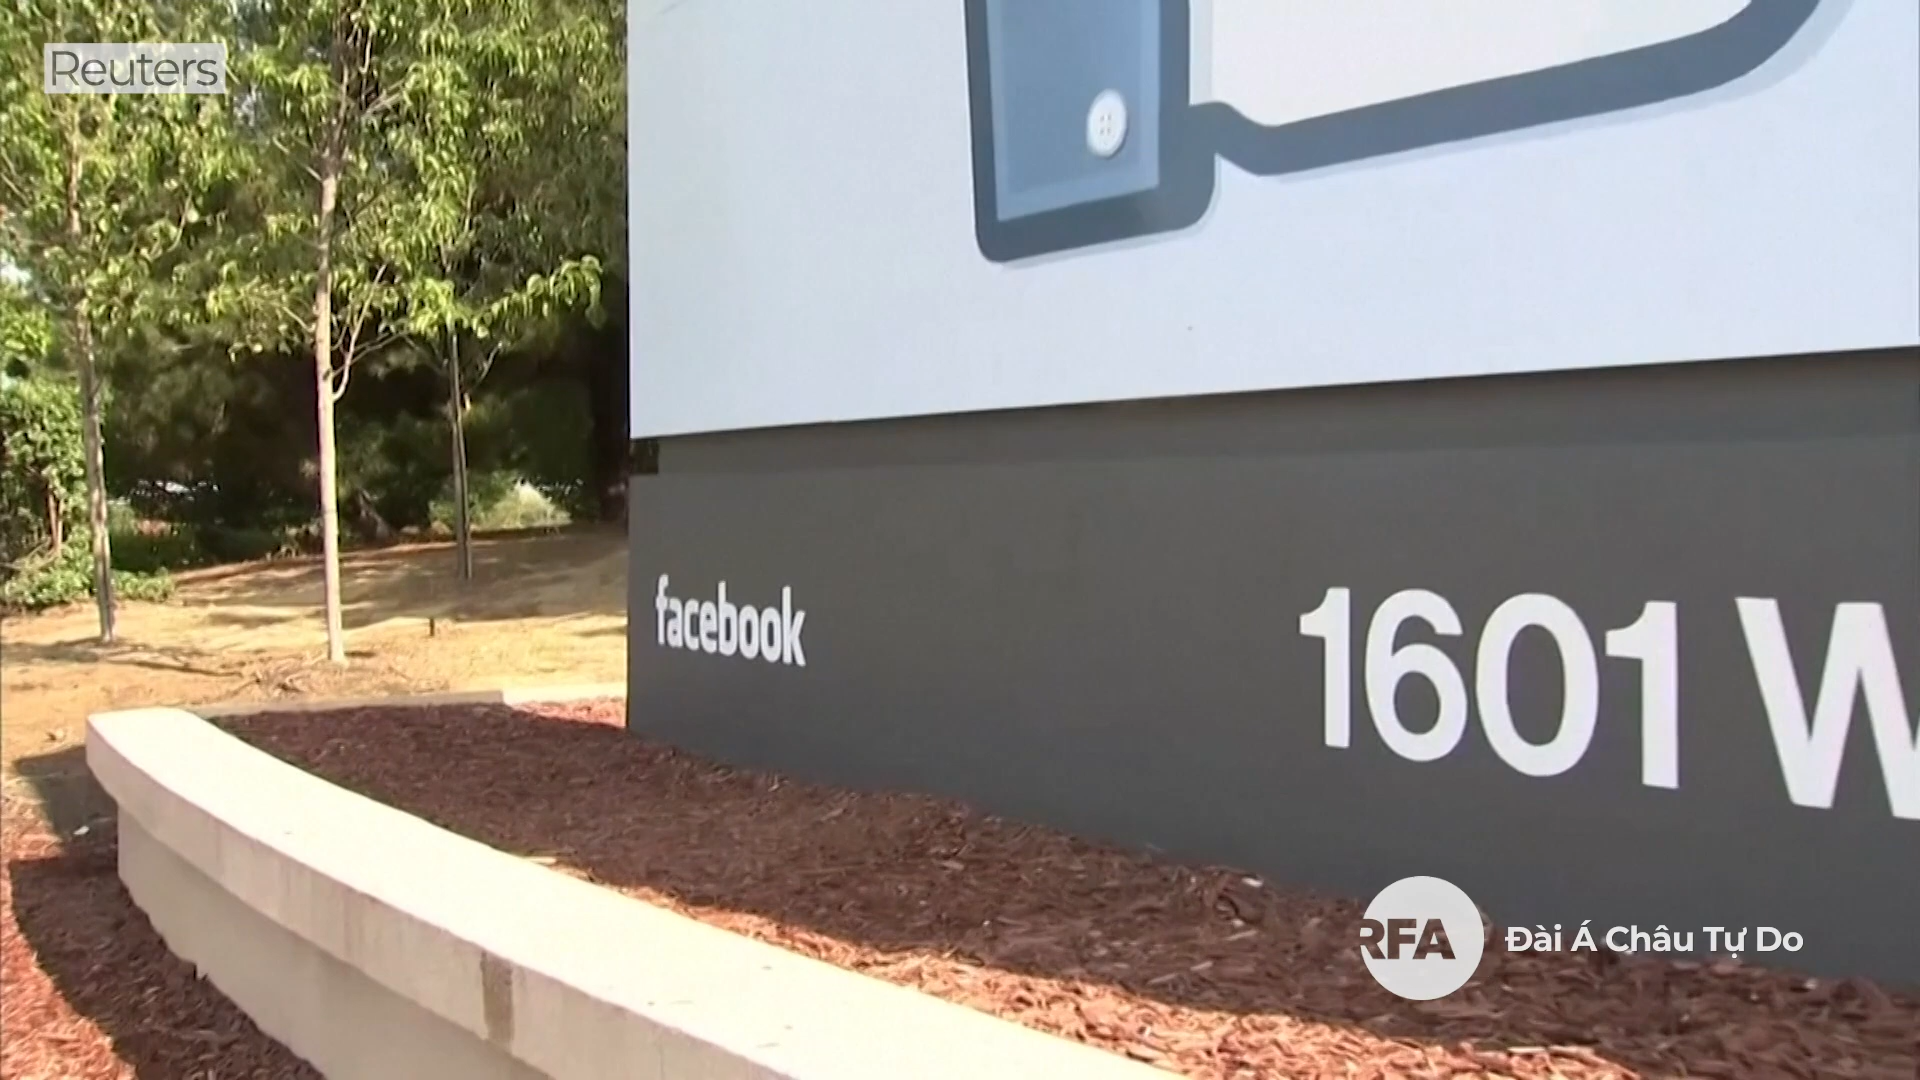 Reuters
facebook
1601 W
RFA
Đài Á Châu Tự Do